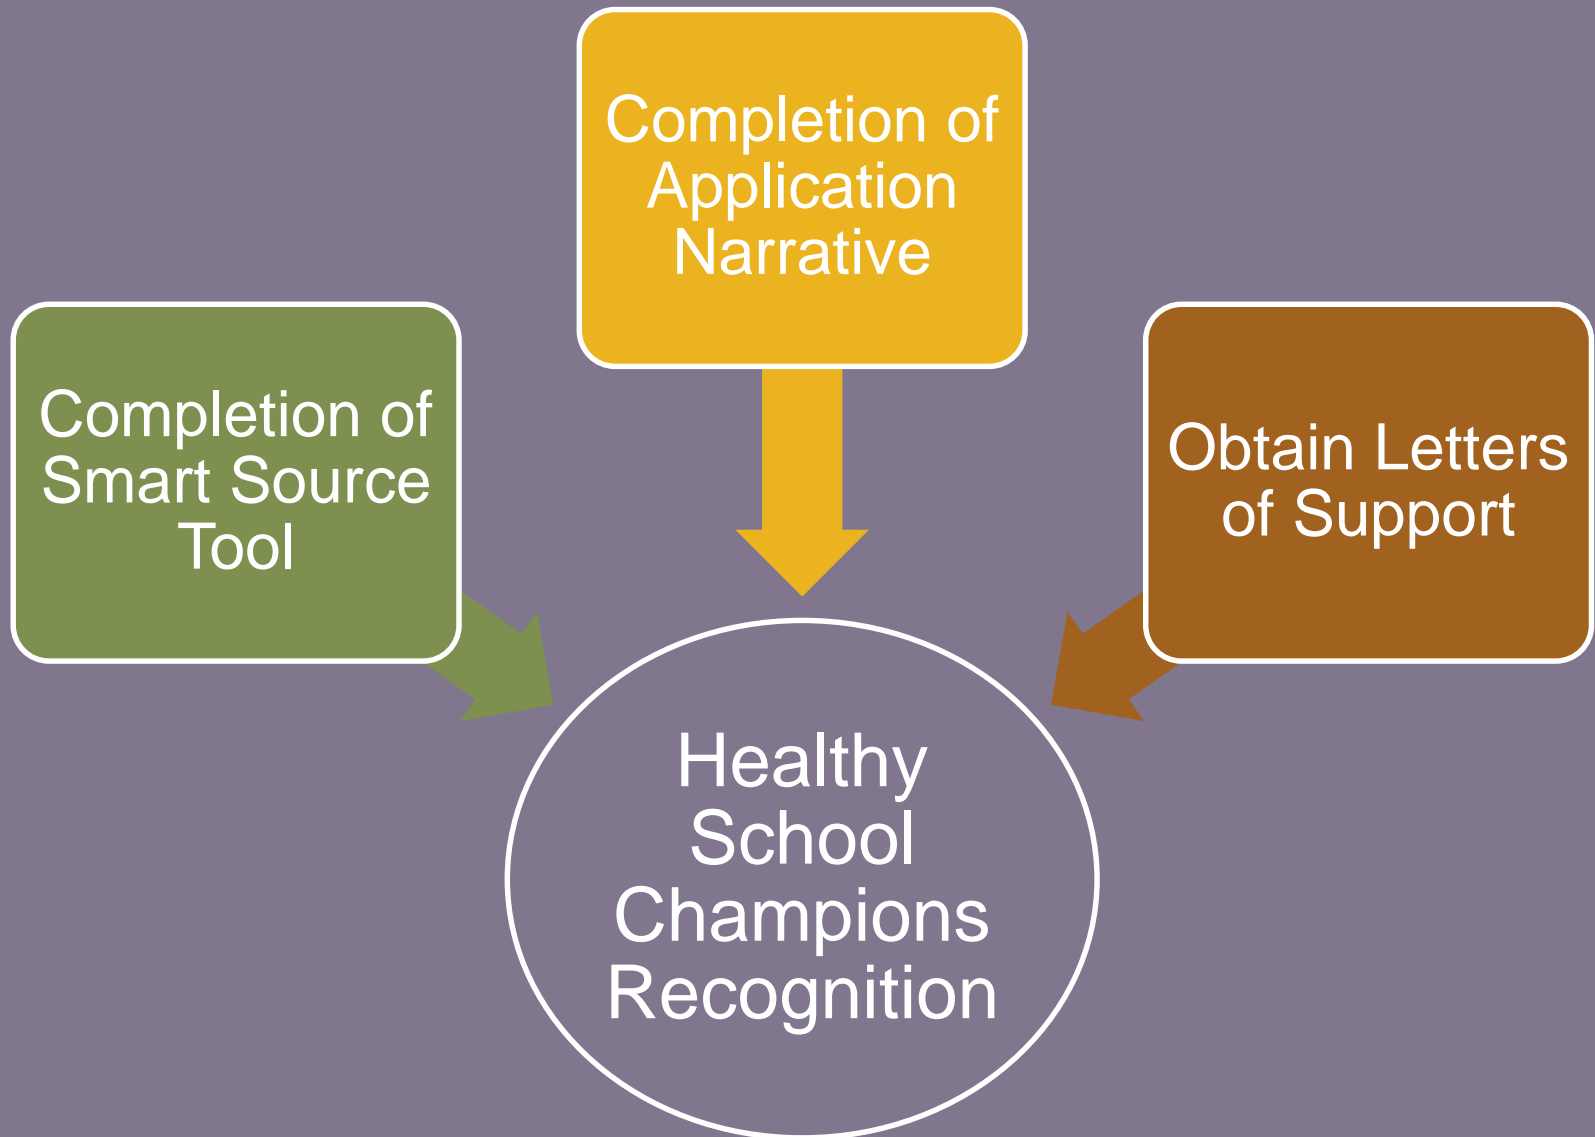 Completion of
Smart Source
Tool
Completion of
Application
Narrative
Obtain Letters
of Support
Healthy
School
Champions
Recognition